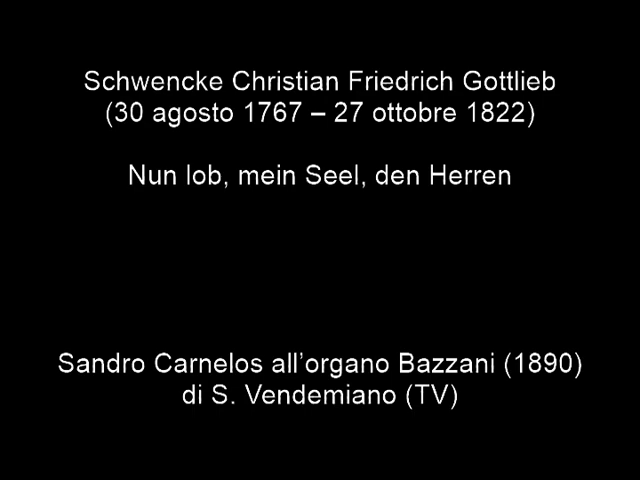 Schwencke Christian Friedrich Gottlieb
(30 agosto 1767 – 27 ottobre 1822)
Nun lob, mein Seel, den Herren
Sandro Carnelos all’organo Bazzani (1890)
di S. Vendemiano (TV)